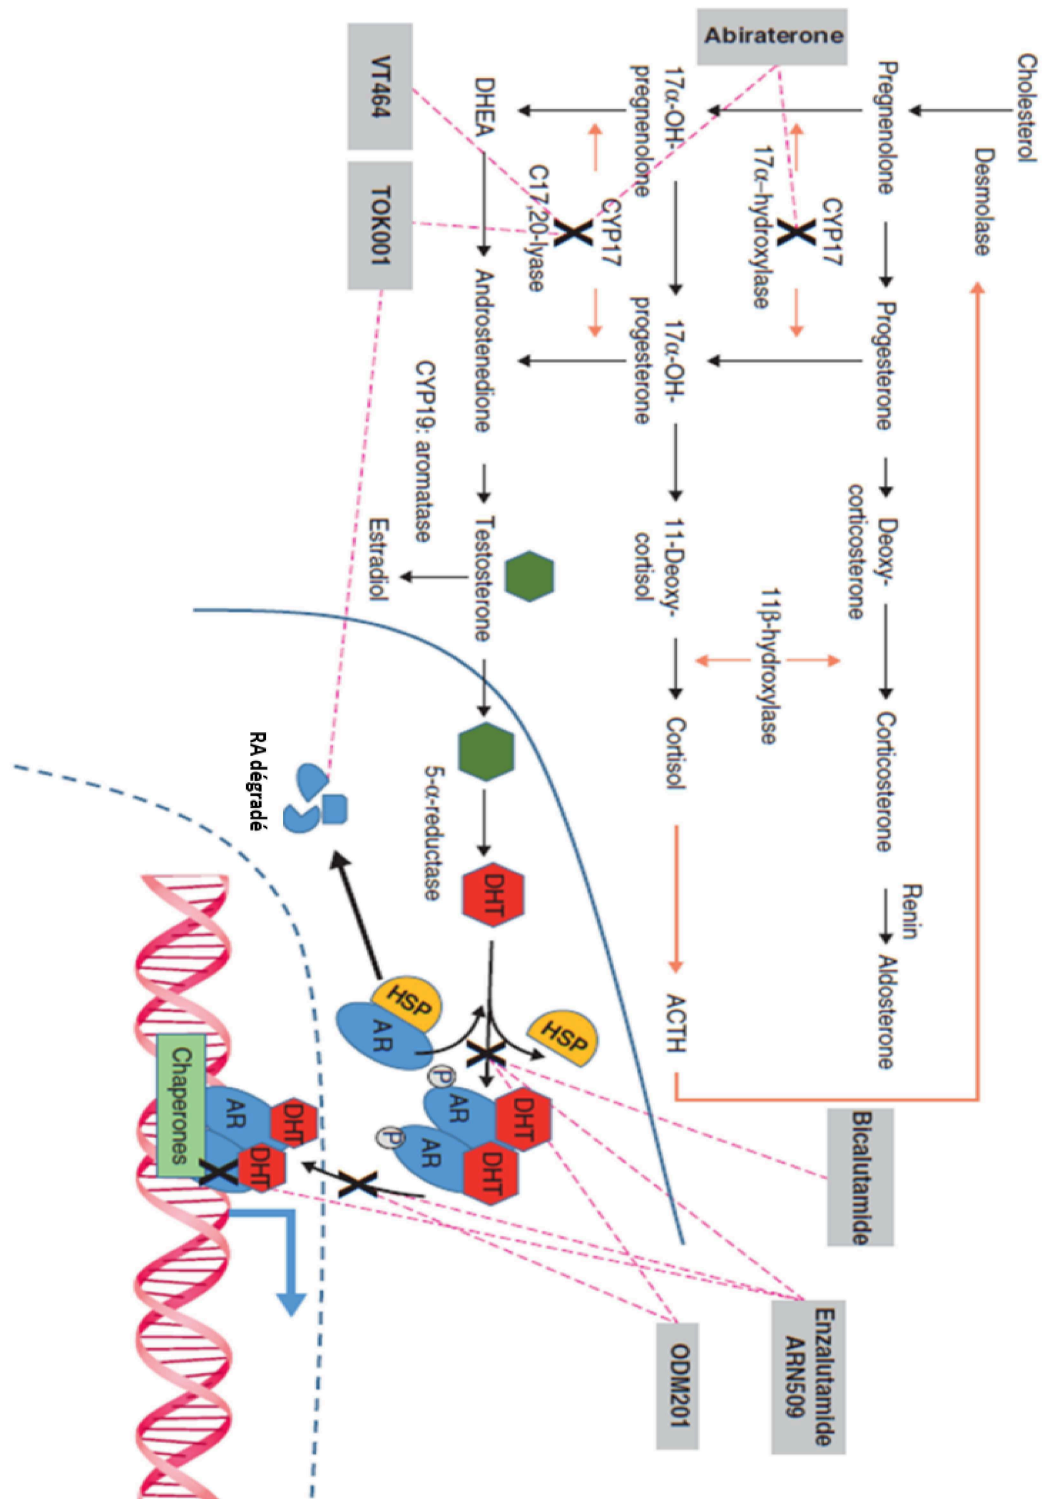 Cholesterol
Desmolase
Pregnenolone
Progesterone
Deoxy-
corticosterone
Corticosterone
Renin
Aldosterone
Abiraterone
CYP17
17α–hydroxylase
11β-hydroxylase
17α-OH-
pregnenolone
17α-OH-
progesterone
11-Deoxy-
cortisol
Cortisol
ACTH
CYP17
C17,20-lyase
DHEA
Androstenedione
Testosterone
CYP19: aromatase
Estradiol
VT464
TOK001
5-α-reductase
DHT
HSP
HSP
AR
RA dégradé
P
AR
DHT
P
AR
DHT
Chaperones
AR
DHT
DHT
Bicalutamide
Enzalutamide
ARN509
ODM201